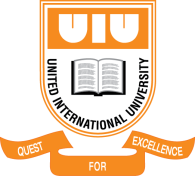 UIU
UNITED INTERNATIONAL UNIVERSITY
QUEST
FOR
EXCELLENCE